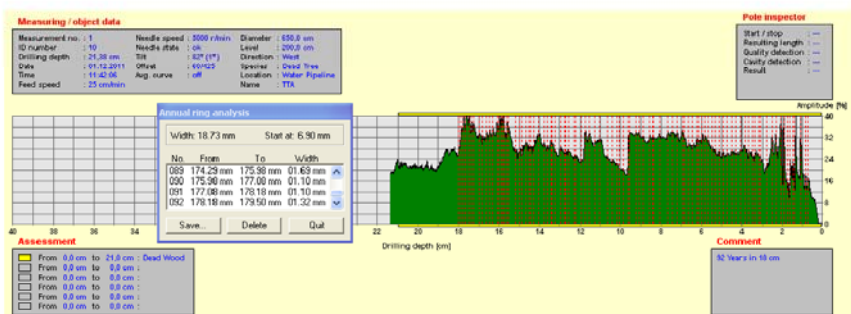 Measuring / object data
Measurement no. : 1 Needle speed : 5000 r/min Diameter : 650,0 cm
ID number : 10 Needle state : ok Level : 200,0 cm
Drilling depth : 21,38 cm Tilt : 82° (1°) Direction : West
Date : 01.12.2011 Offset : 60/425 Species : Dead Tree
Time : 11:42:06 Avg. curve : off Location : Water Pipeline
Feed speed : 25 cm/min Name : TTA
Pole inspector
Start / stop : ---
Resulting length : ---
Quality detection : ---
Cavity detection : ---
Result : ---
Amplitude [%]
Annual ring analysis
Width: 18.73 mm Start at: 6.90 mm
No. From To Width
089 174.29 mm 175.98 mm 01.69 mm
090 175.98 mm 177.08 mm 01.10 mm
091 177.08 mm 178.18 mm 01.10 mm
092 178.18 mm 179.50 mm 01.32 mm
Save... Delete Quit
40
32
24
16
8
0
40 38 36 34 22 20 18 16 14 12 10 8 6 4 2 0
Drilling depth [cm]
Assessment
From 0,0 cm to 21,0 cm : Dead Wood
From 0,0 cm to 0,0 cm :
From 0,0 cm to 0,0 cm :
From 0,0 cm to 0,0 cm :
From 0,0 cm to 0,0 cm :
From 0,0 cm to 0,0 cm :
Comment
92 Years in 18 cm